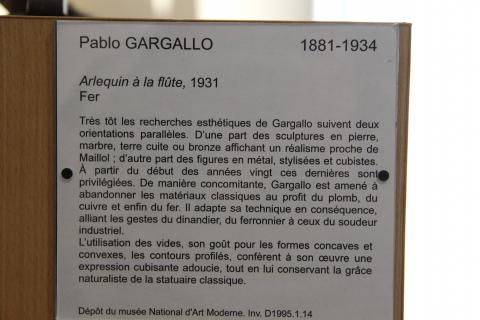 Pablo GARGALLO 1881-1934
Arlequin à la flûte, 1931
Fer
Très tôt les recherches esthétiques de Gargallo suivent deux
orientations parallèles. D'une part des sculptures en pierre,
marbre, terre cuite ou bronze affichant un réalisme proche de
Maillol ; d'autre part des figures en métal, stylisées et cubistes.
À partir du début des années vingt ces dernières sont
privilégiées. De manière concomitante, Gargallo est amené à
abandonner les matériaux classiques au profit du plomb, du
cuivre et enfin du fer. Il adapte sa technique en conséquence,
alliant les gestes du dinandier, du ferronnier à ceux du soudeur
industriel.
L'utilisation des vides, son goût pour les formes concaves et
convexes, les contours profilés, confèrent à son œuvre une
expression cubisante adoucie, tout en lui conservant la grâce
naturaliste de la statuaire classique.
Dépôt du musée National d'Art Moderne. Inv. D1995.1.14